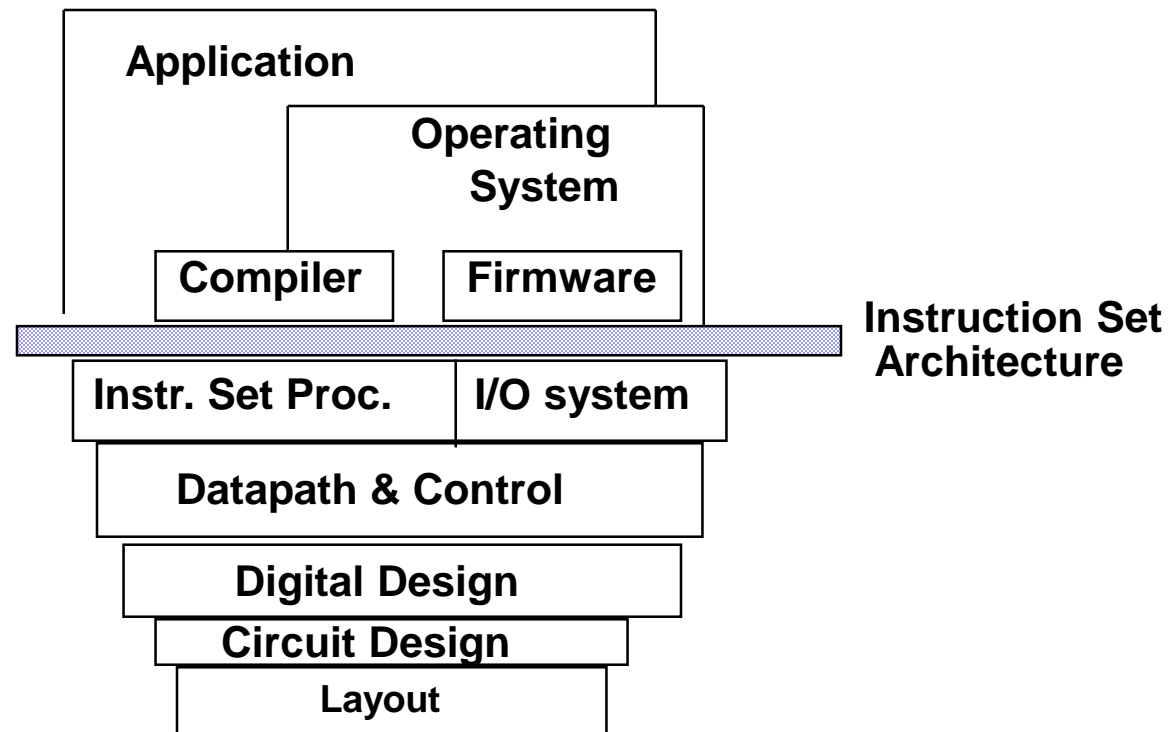 Application
Operating
System
Compiler
Firmware
Instruction Set
Architecture
Instr. Set Proc.
I/O system
Datapath & Control
Digital Design
Circuit Design
Layout